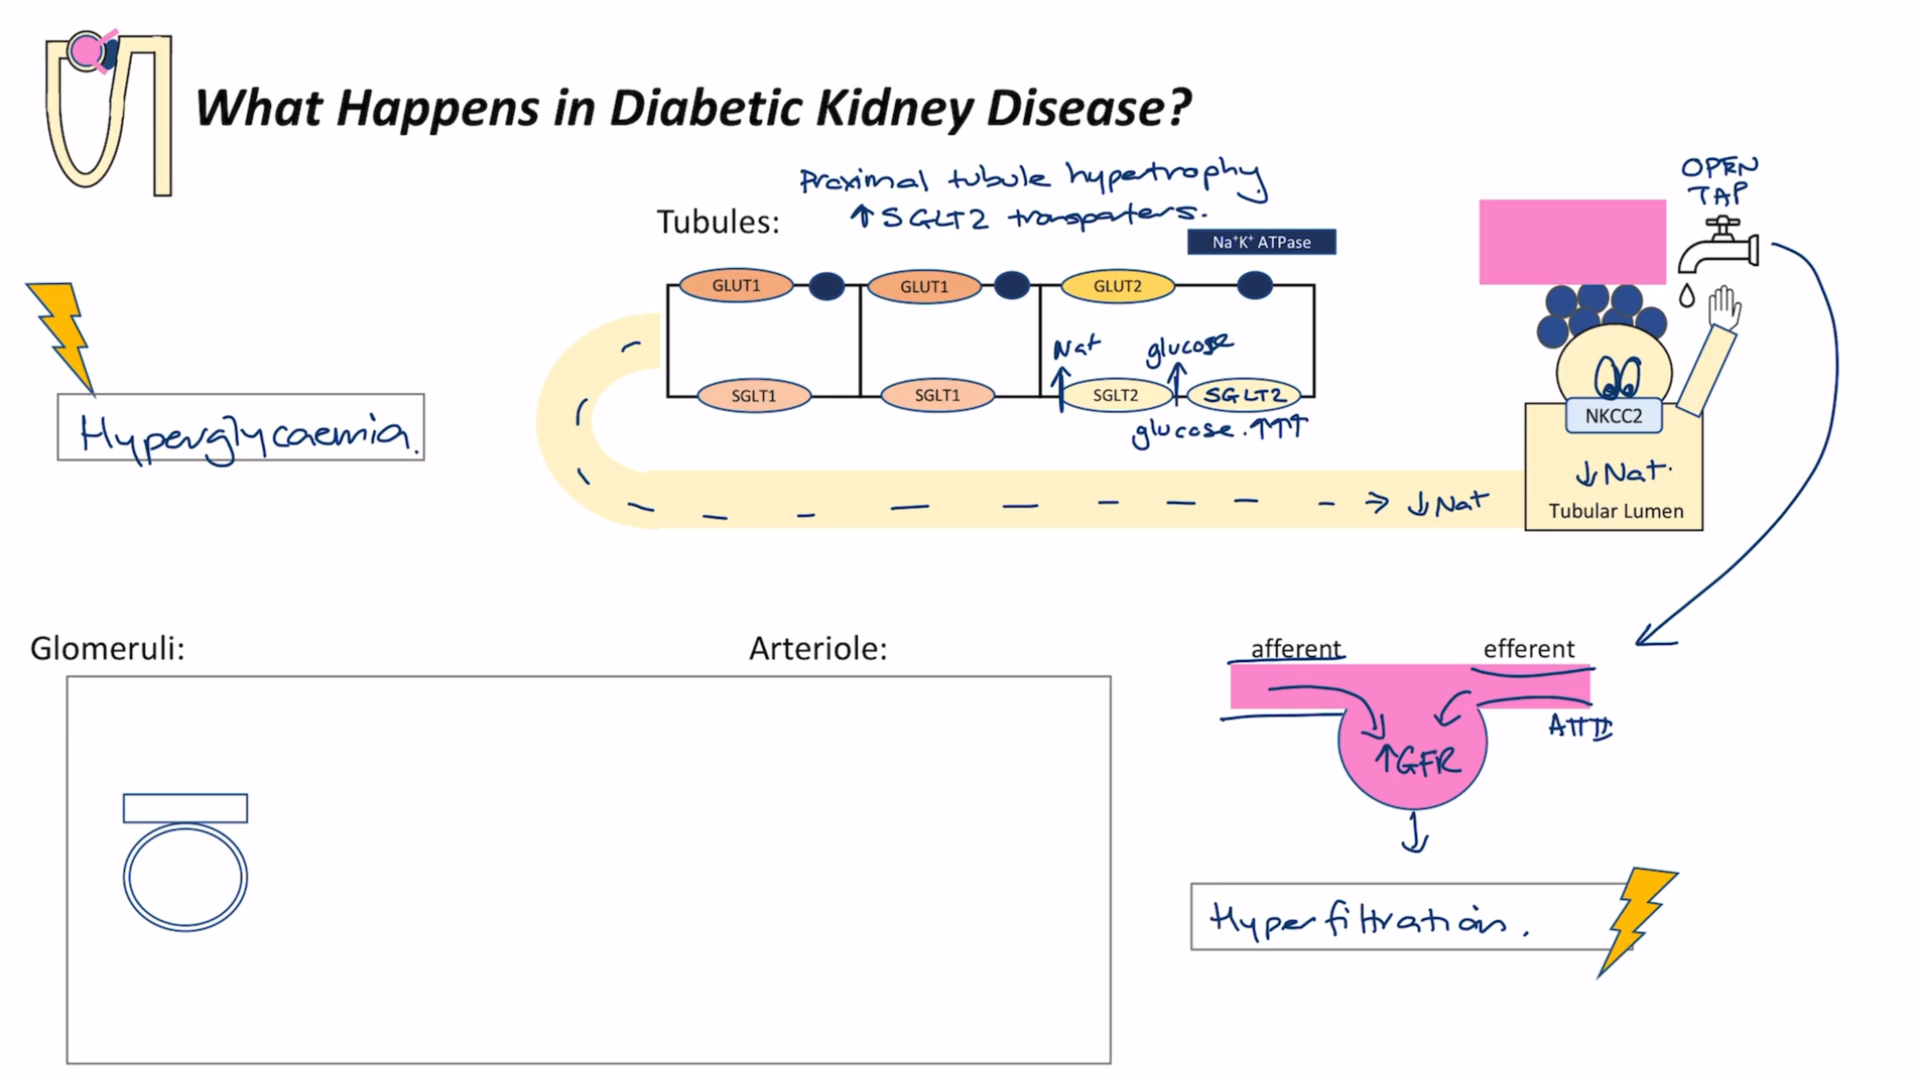 What Happens in Diabetic Kidney Disease?
Proximal tubule hypertrophy
↑ SGLT2 transporters.
OPEN
TAP
Tubules:
Na⁺K⁺ ATPase
GLUT1
GLUT1
GLUT2
Na+
glucose
SGLT1
SGLT1
SGLT2
SGLT2
glucose. ↑↑↑
NKCC2
Hyperglycaemia.
↓ Na+.
→ ↓ Na+
Tubular Lumen
Glomeruli:
Arteriole:
afferent
efferent
ATII
↑GFR
Hyperfiltration.